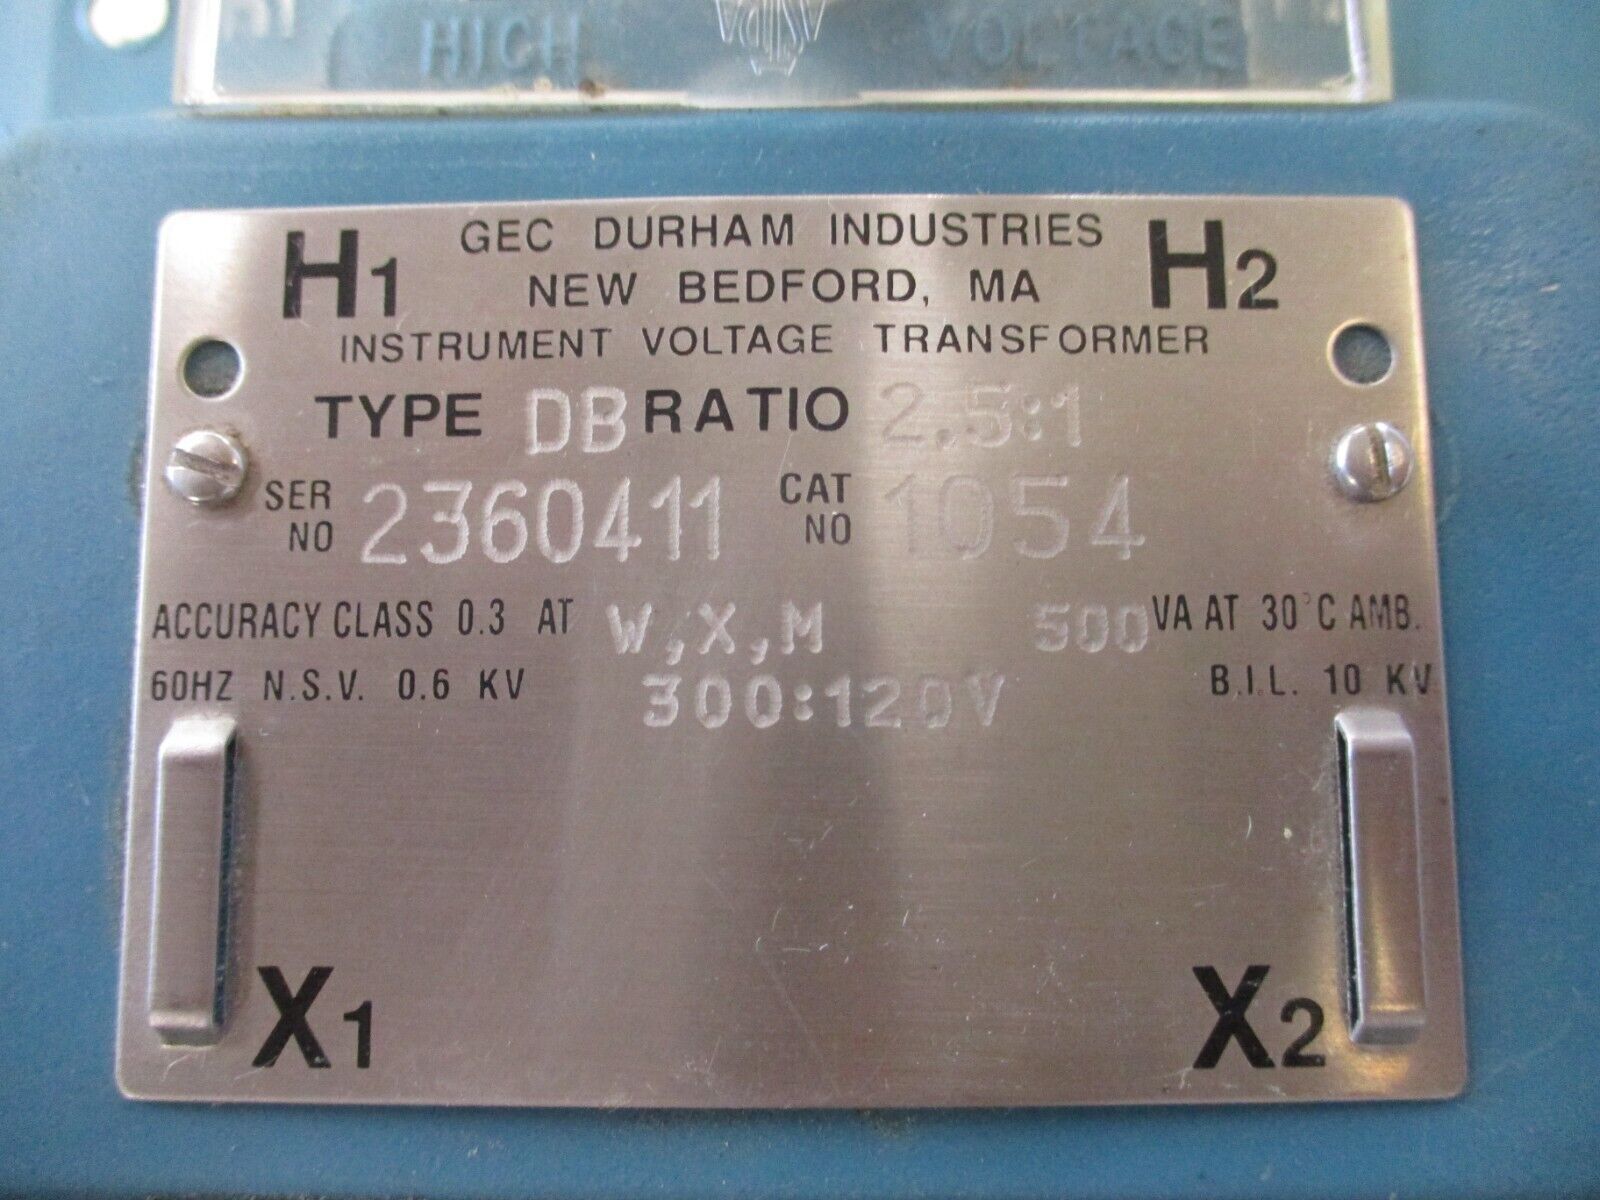 HIGH VOLTAGE
H1 GEC DURHAM INDUSTRIES H2
NEW BEDFORD, MA
INSTRUMENT VOLTAGE TRANSFORMER
TYPE DB RATIO 2.5:1
SER NO 2360411 CAT NO 1054
ACCURACY CLASS 0.3 AT W,X,M 500 VA AT 30°C AMB.
60HZ N.S.V. 0.6 KV 300:120V B.I.L. 10 KV
X1 X2